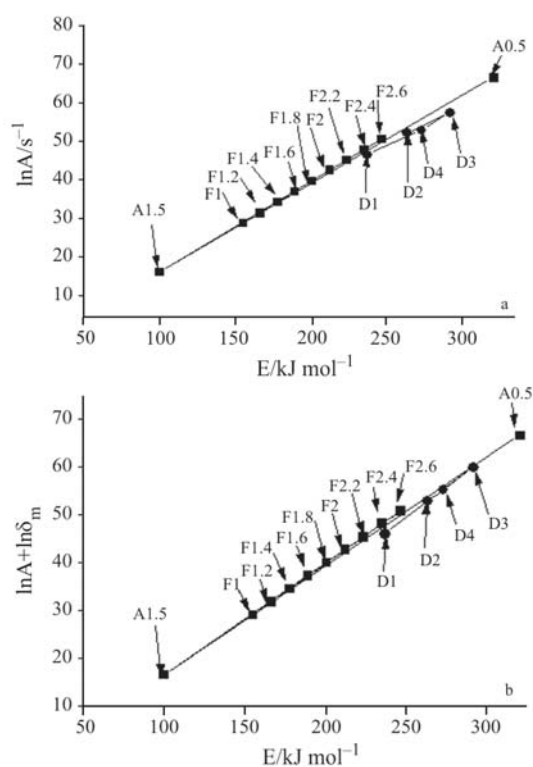 80
70
60
50
40
30
20
10
lnA/s⁻¹
A1.5
F1
F1.2
F1.4
F1.6
F1.8
F2
F2.2
F2.4
F2.6
D1
D2
D4
D3
A0.5
a
50
100
150
200
250
300
E/kJ mol⁻¹
70
60
50
40
30
20
10
lnA+lnδm
A1.5
F1
F1.2
F1.4
F1.6
F1.8
F2
F2.2
F2.4
F2.6
D1
D2
D4
D3
A0.5
b
50
100
150
200
250
300
E/kJ mol⁻¹